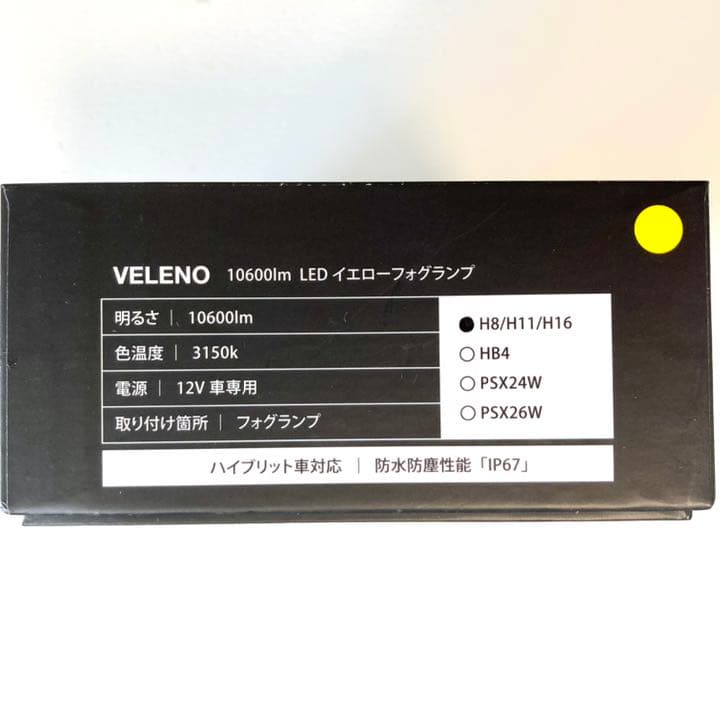 VELENO 10600lm LED イエローフォグランプ
明るさ｜10600lm
色温度｜3150k
電源｜12V 車専用
取り付け箇所｜フォグランプ
● H8/H11/H16
○ HB4
○ PSX24W
○ PSX26W
ハイブリット車対応｜防水防塵性能「IP67」